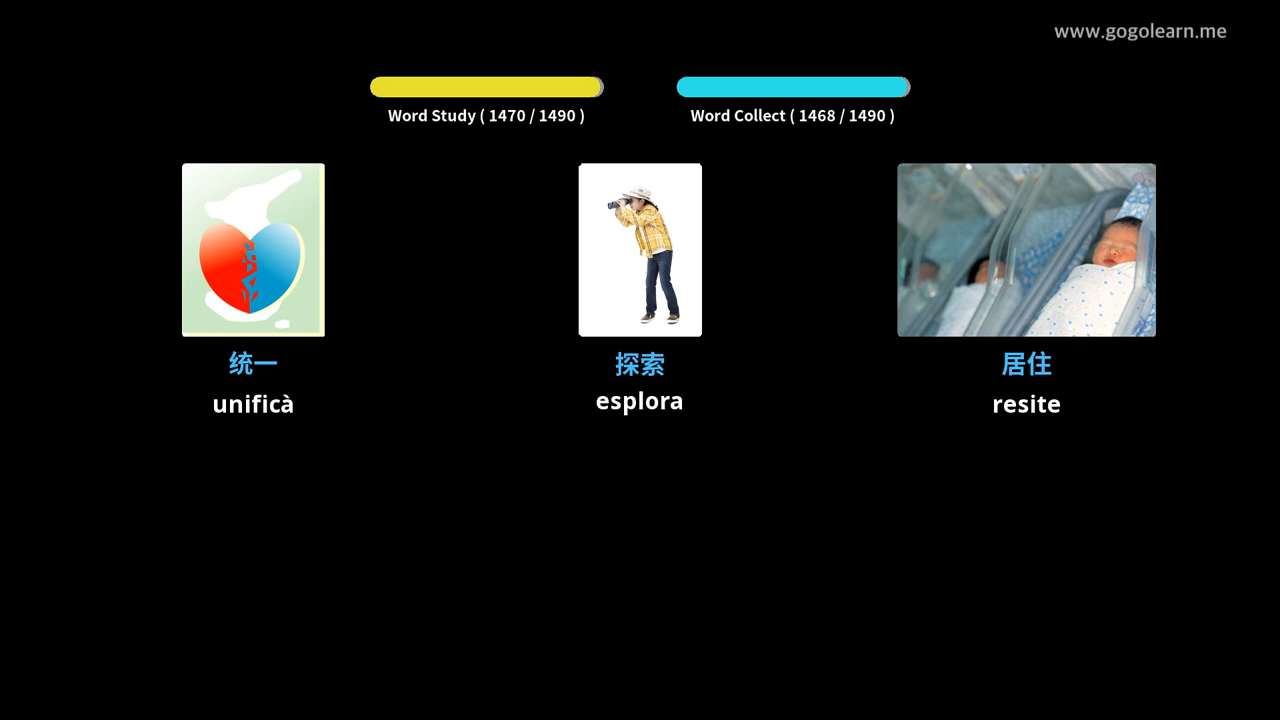 www.gogolearn.me
Word Study ( 1470 / 1490 )
Word Collect ( 1468 / 1490 )
统一
探索
居住
unificà
esplora
resite